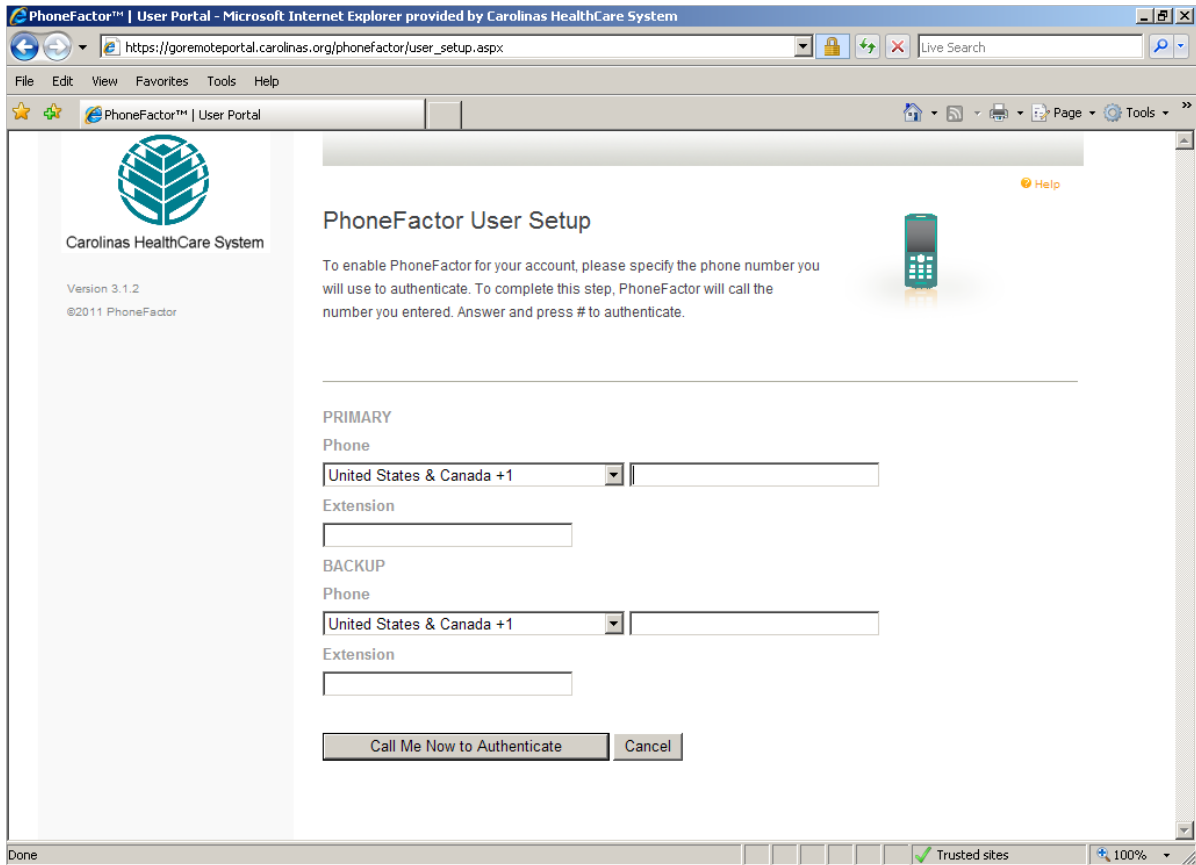 PhoneFactor™ | User Portal - Microsoft Internet Explorer provided by Carolinas HealthCare System
https://goremoteportal.carolinas.org/phonefactor/user_setup.aspx
Live Search
File Edit View Favorites Tools Help
PhoneFactor™ | User Portal
Page Tools »
Carolinas HealthCare System
Version 3.1.2
©2011 PhoneFactor
Help
PhoneFactor User Setup
To enable PhoneFactor for your account, please specify the phone number you
will use to authenticate. To complete this step, PhoneFactor will call the
number you entered. Answer and press # to authenticate.
PRIMARY
Phone
United States & Canada +1
Extension
BACKUP
Phone
United States & Canada +1
Extension
Call Me Now to Authenticate Cancel
Done Trusted sites 100%